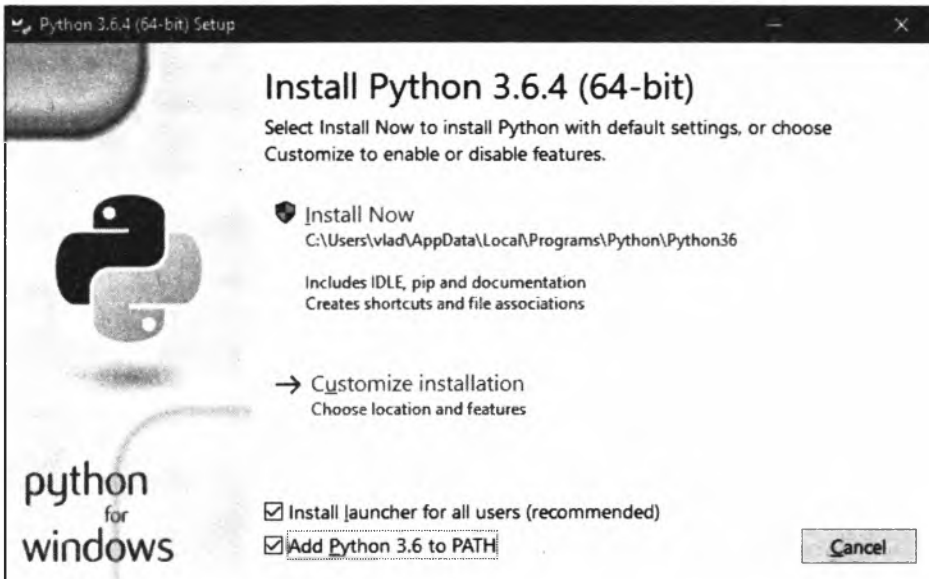 Python 3.6.4 (64-bit) Setup
Install Python 3.6.4 (64-bit)
Select Install Now to install Python with default settings, or choose
Customize to enable or disable features.
Install Now
C:\Users\vlad\AppData\Local\Programs\Python\Python36
Includes IDLE, pip and documentation
Creates shortcuts and file associations
Customize installation
Choose location and features
python
for
windows
Install launcher for all users (recommended)
Add Python 3.6 to PATH
Cancel